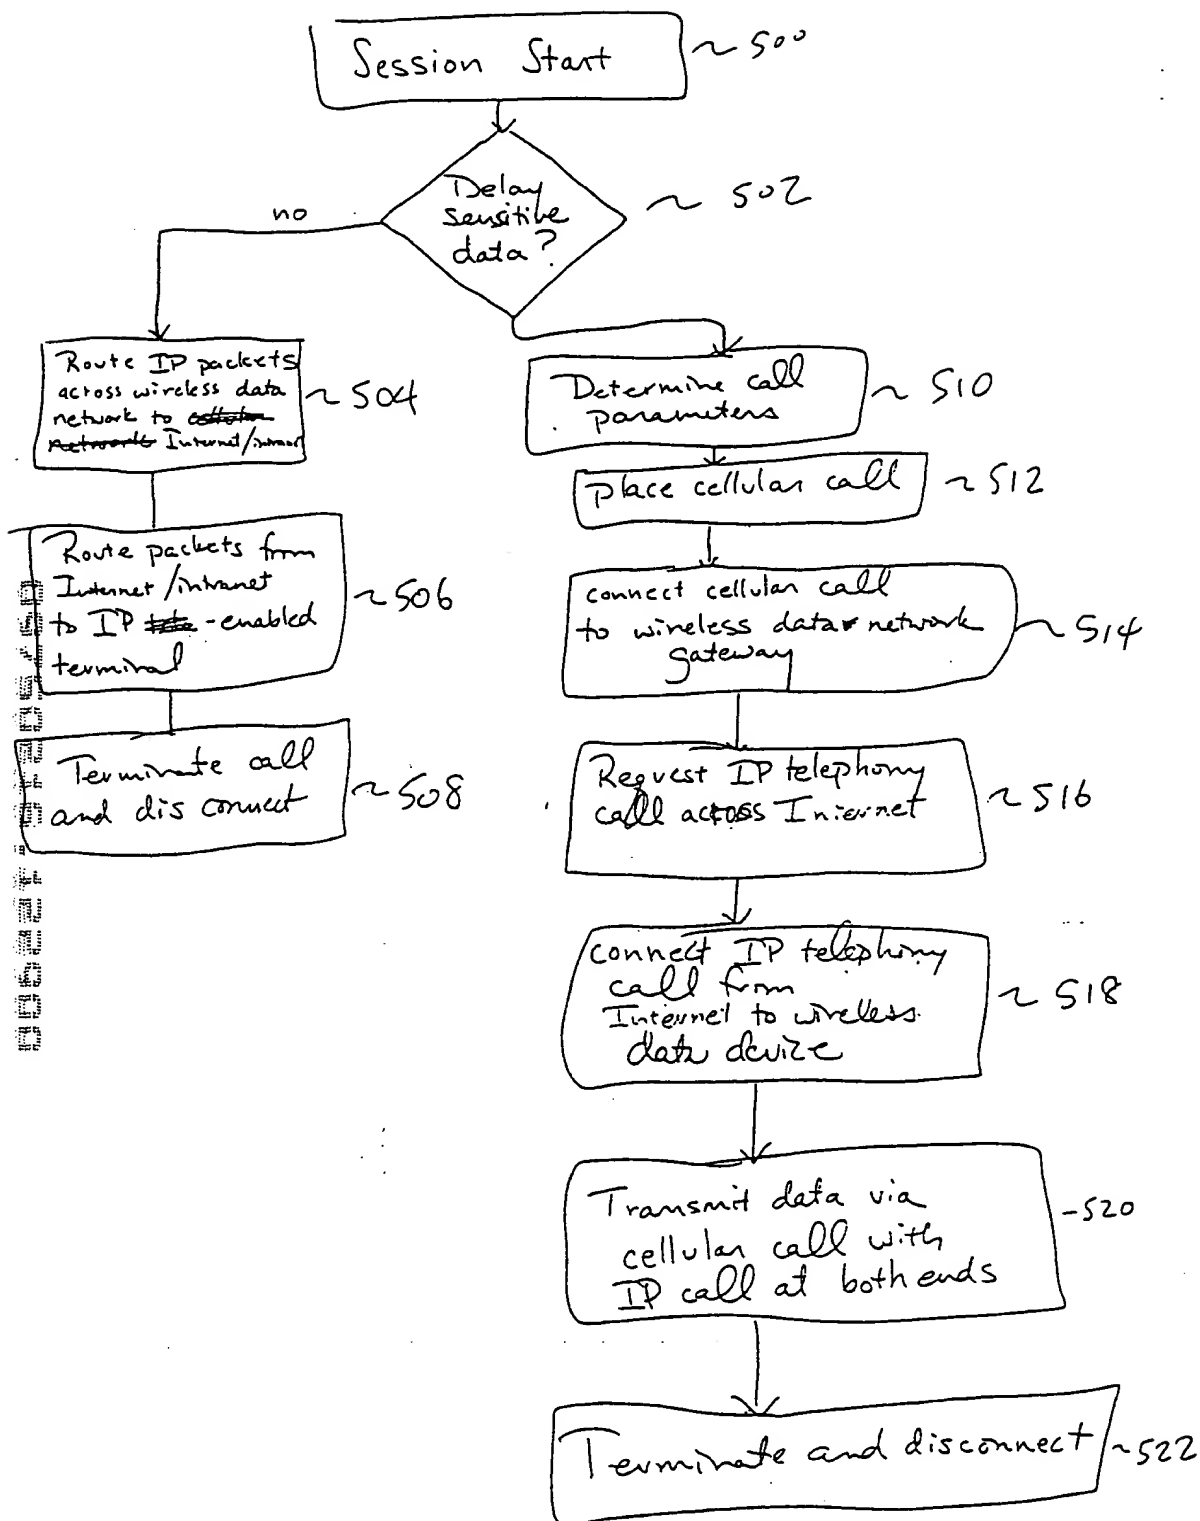 Session Start
~ 500
Delay
sensitive
data?
~ 502
no
Route IP packets
across wireless data
network to cellular
network Internet/intranet
~ 504
Route packets from
Internet/intranet
to IP -enabled
terminal
~ 506
Terminate call
and disconnect
~ 508
Determine call
parameters
~ 510
place cellular call
~ 512
connect cellular call
to wireless data network
gateway
~ 514
Request IP telephony
call across Internet
~ 516
connect IP telephony
call from
Internet to wireless
data device
~ 518
Transmit data via
cellular call with
IP call at both ends
-520
Terminate and disconnect
~522